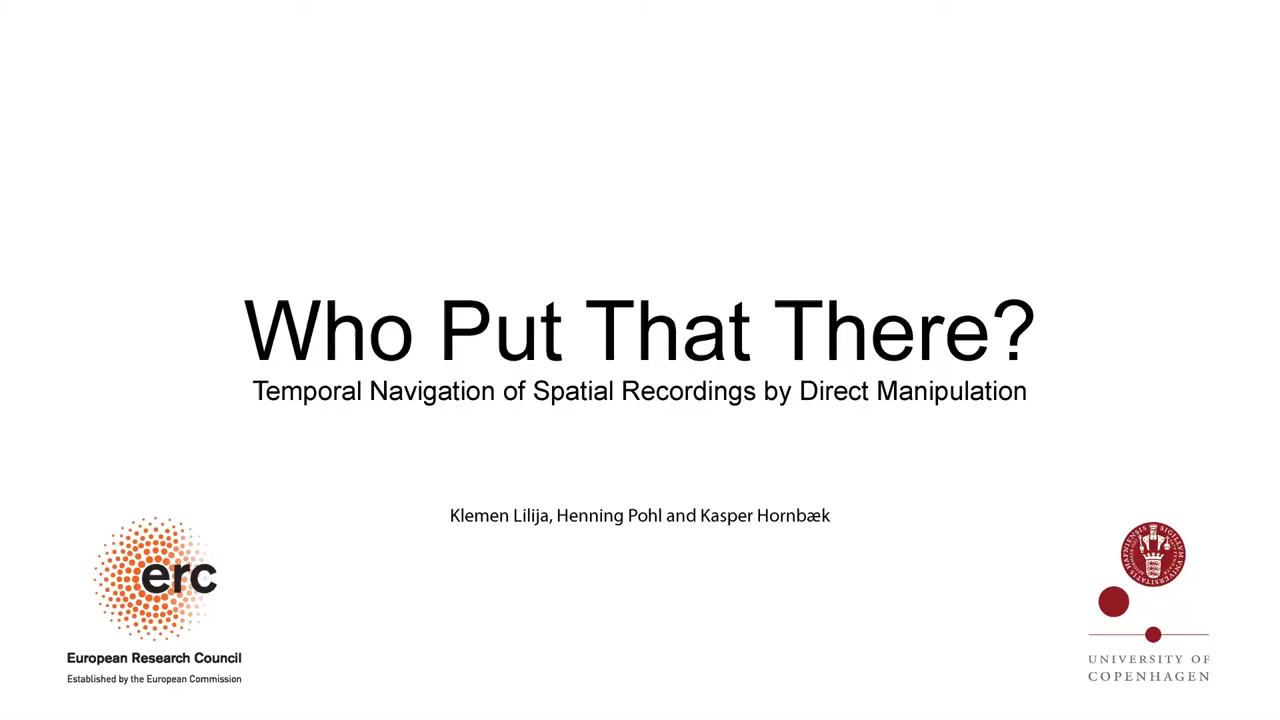 Who Put That There?
Temporal Navigation of Spatial Recordings by Direct Manipulation
Klemen Lilija, Henning Pohl and Kasper Hornbæk
erc
European Research Council
Established by the European Commission
UNIVERSITY OF
COPENHAGEN